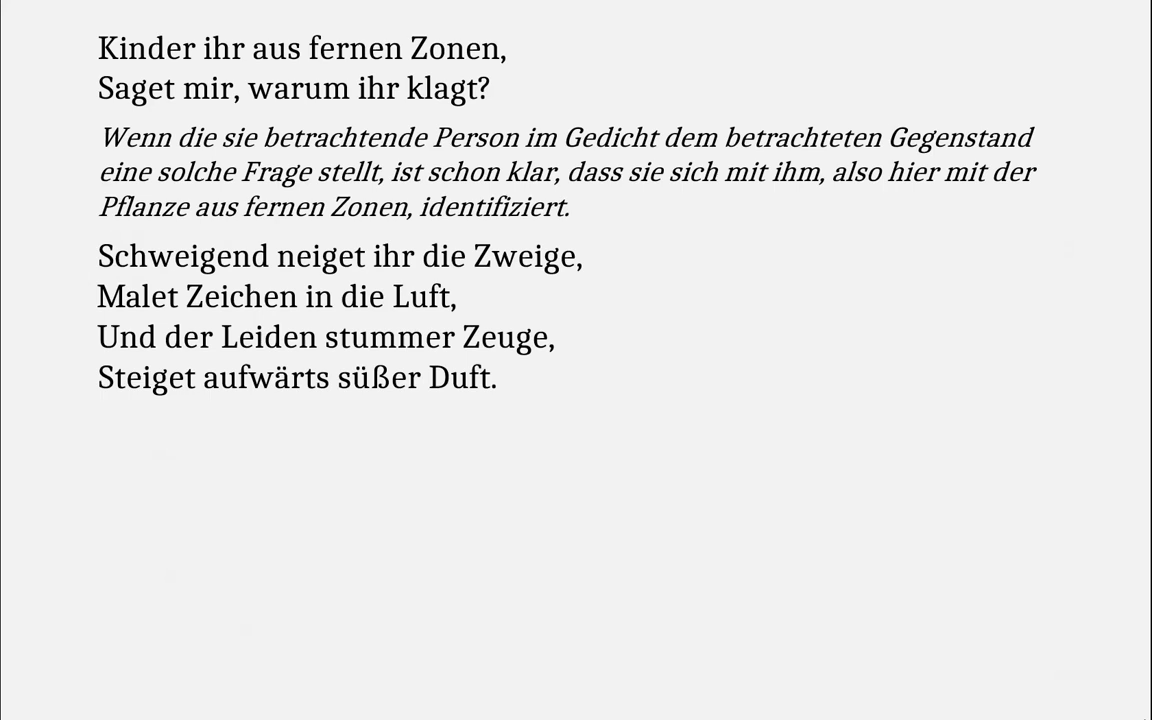 Kinder ihr aus fernen Zonen,
Saget mir, warum ihr klagt?
Wenn die sie betrachtende Person im Gedicht dem betrachteten Gegenstand
eine solche Frage stellt, ist schon klar, dass sie sich mit ihm, also hier mit der
Pflanze aus fernen Zonen, identifiziert.
Schweigend neiget ihr die Zweige,
Malet Zeichen in die Luft,
Und der Leiden stummer Zeuge,
Steiget aufwärts süßer Duft.